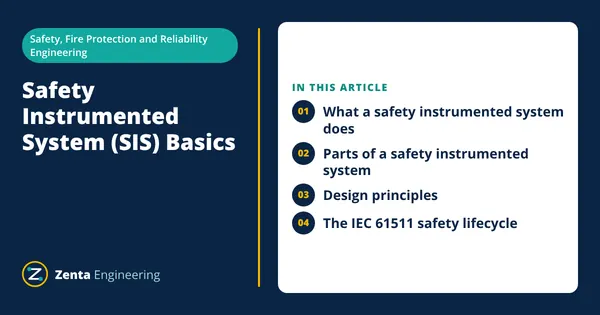 Safety, Fire Protection and Reliability
Engineering
Safety
Instrumented
System (SIS) Basics
Zenta Engineering
IN THIS ARTICLE
01 What a safety instrumented system
does
02 Parts of a safety instrumented
system
03 Design principles
04 The IEC 61511 safety lifecycle